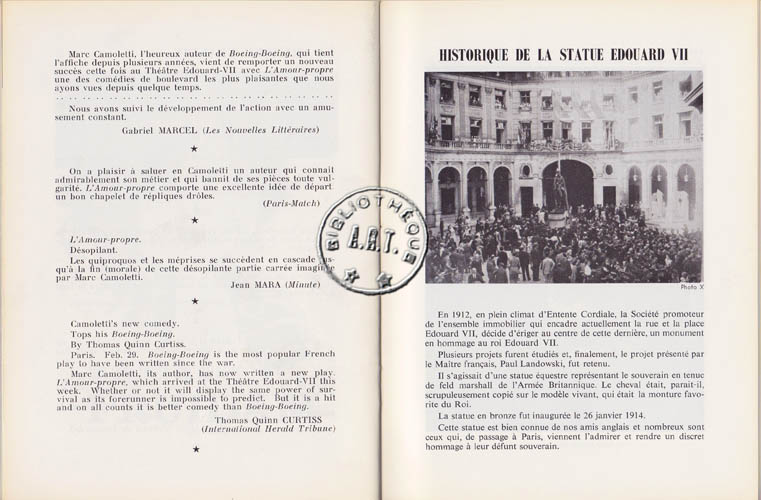 Marc Camoletti, l'heureux auteur de Boeing-Boeing, qui tient
l'affiche depuis plusieurs années, vient de remporter un nouveau
succès cette fois au Théâtre Edouard-VII avec L'Amour-propre
une des comédies de boulevard les plus plaisantes que nous
ayons vues depuis quelque temps.
Nous avons suivi le développement de l'action avec un amu-
sement constant.
Gabriel MARCEL (Les Nouvelles Littéraires)
★
On a plaisir à saluer en Camoletti un auteur qui connaît
admirablement son métier et qui bannit de ses pièces toute vul-
garité. L'Amour-propre comporte une excellente idée de départ
un bon chapelet de répliques drôles.
(Paris-Match)
★
L'Amour-propre.
Désopilant.
Les quiproquos et les méprises se succèdent en cascade jus-
qu'à la fin (morale) de cette désopilante partie carrée imaginée
par Marc Camoletti.
Jean MARA (Minute)
★
Camoletti's new comedy.
Tops his Boeing-Boeing.
By Thomas Quinn Curtiss.
Paris. Feb. 29. Boeing-Boeing is the most popular French
play to have been written since the war.
Marc Camoletti, its author, has now written a new play.
L'Amour-propre, which arrived at the Théâtre Edouard-VII this
week. Whether or not it will display the same power of sur-
vival as its forerunner is impossible to predict. But it is a hit
and on all counts it is better comedy than Boeing-Boeing.
Thomas Quinn CURTISS
(International Herald Tribune)
★
BIBLIOTHÈQUE
A.R.T.
HISTORIQUE DE LA STATUE EDOUARD VII
Photo X
En 1912, en plein climat d'Entente Cordiale, la Société promoteur
de l'ensemble immobilier qui encadre actuellement la rue et la place
Edouard VII, décide d'ériger au centre de cette dernière, un monument
en hommage au roi Edouard VII.
Plusieurs projets furent étudiés et, finalement, le projet présenté par
le Maître français, Paul Landowski, fut retenu.
Il s'agissait d'une statue équestre représentant le souverain en tenue
de feld marshall de l'Armée Britannique. Le cheval était, paraît-il,
scrupuleusement copié sur le modèle vivant, qui était la monture favo-
rite du Roi.
La statue en bronze fut inaugurée le 26 janvier 1914.
Cette statue est bien connue de nos amis anglais et nombreux sont
ceux qui, de passage à Paris, viennent l'admirer et rendre un discret
hommage à leur défunt souverain.